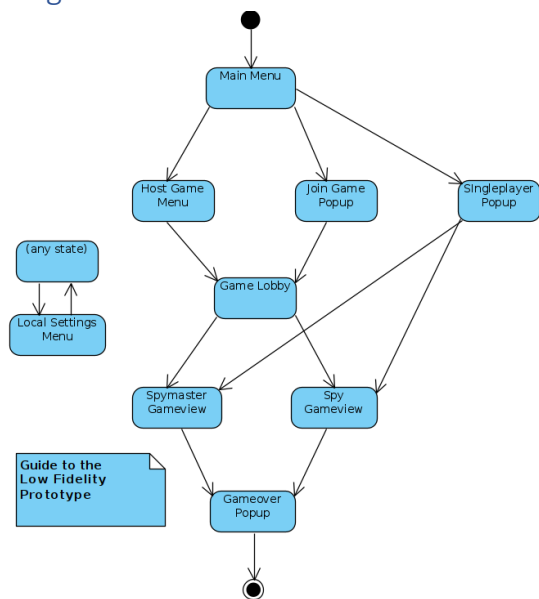 Main Menu
Host Game
Menu
Join Game
Popup
SIngleplayer
Popup
(any state)
Local Settings
Menu
Game Lobby
Spymaster
Gameview
Spy
Gameview
Guide to the
Low Fidelity
Prototype
Gameover
Popup